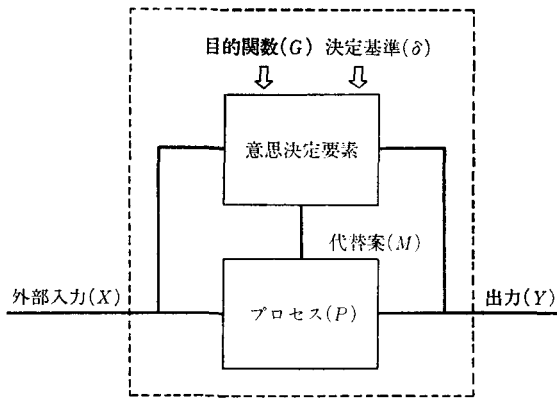 目的関数(G) 決定基準(δ)
意思決定要素
代替案(M)
外部入力(X)
プロセス(P)
出力(Y)